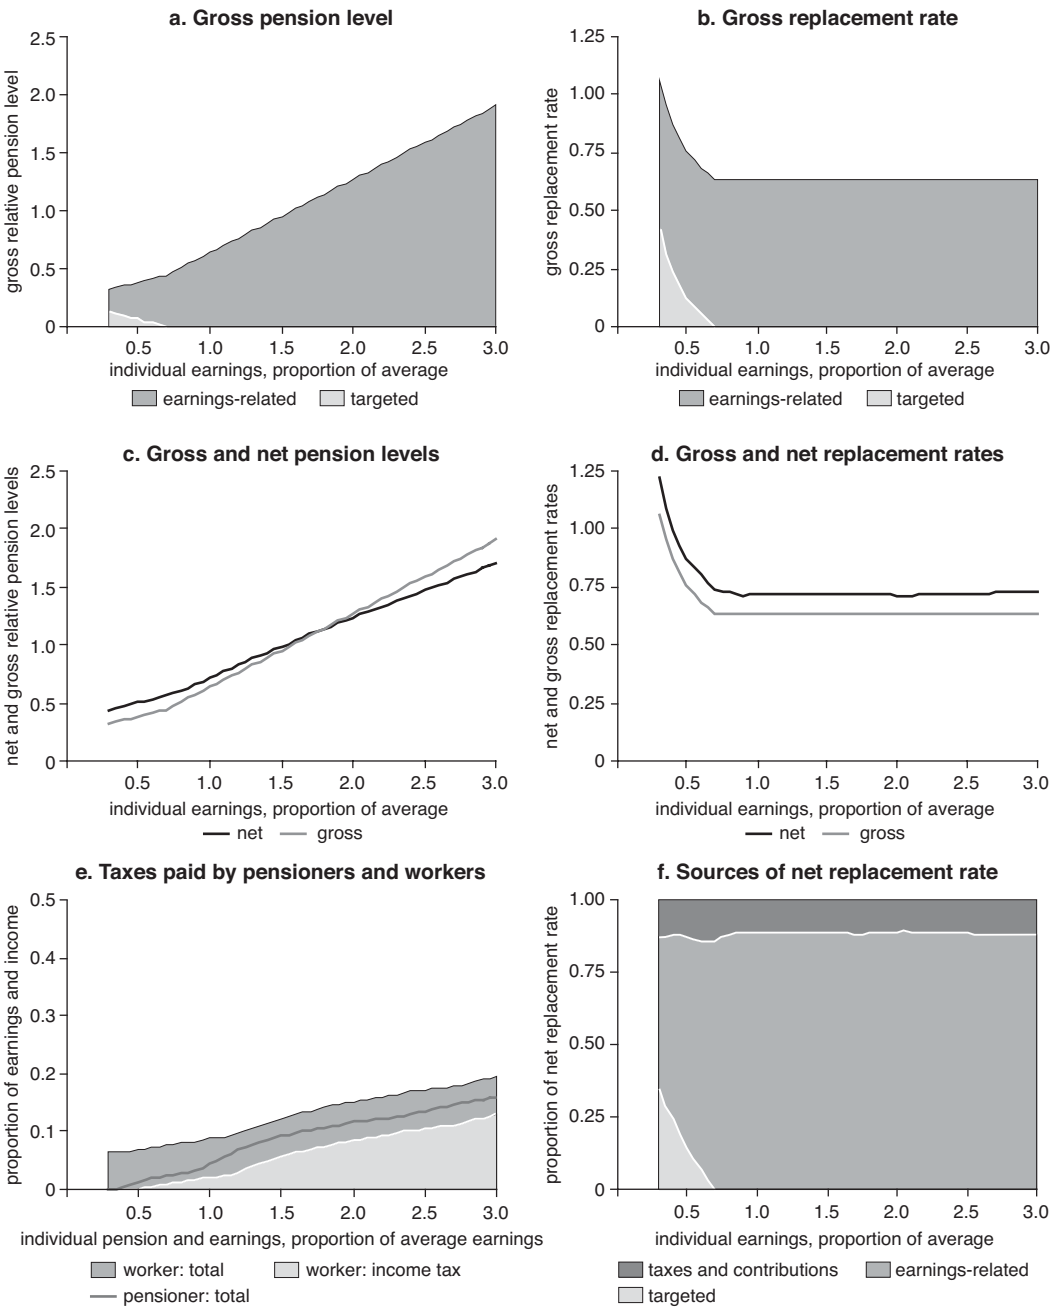 a. Gross pension level
gross relative pension level
2.5
2.0
1.5
1.0
0.5
0
0.5 1.0 1.5 2.0 2.5 3.0
individual earnings, proportion of average
earnings-related targeted
b. Gross replacement rate
gross replacement rate
1.25
1.00
0.75
0.50
0.25
0
0.5 1.0 1.5 2.0 2.5 3.0
individual earnings, proportion of average
earnings-related targeted
c. Gross and net pension levels
net and gross relative pension levels
2.5
2.0
1.5
1.0
0.5
0
0.5 1.0 1.5 2.0 2.5 3.0
individual earnings, proportion of average
net gross
d. Gross and net replacement rates
net and gross replacement rates
1.25
1.00
0.75
0.50
0.25
0
0.5 1.0 1.5 2.0 2.5 3.0
individual earnings, proportion of average
net gross
e. Taxes paid by pensioners and workers
proportion of earnings and income
0.5
0.4
0.3
0.2
0.1
0
0.5 1.0 1.5 2.0 2.5 3.0
individual pension and earnings, proportion of average earnings
worker: total worker: income tax
pensioner: total
f. Sources of net replacement rate
proportion of net replacement rate
1.00
0.75
0.50
0.25
0
0.5 1.0 1.5 2.0 2.5 3.0
individual earnings, proportion of average
taxes and contributions earnings-related
targeted